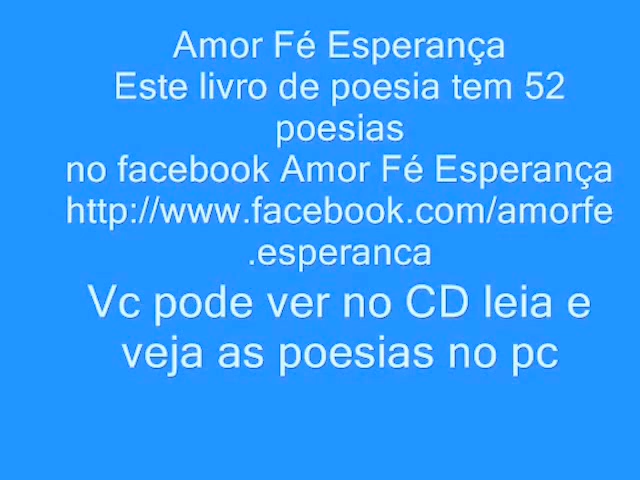 Amor Fé Esperança
Este livro de poesia tem 52
poesias
no facebook Amor Fé Esperança
http://www.facebook.com/amorfe
.esperanca
Vc pode ver no CD leia e
veja as poesias no pc